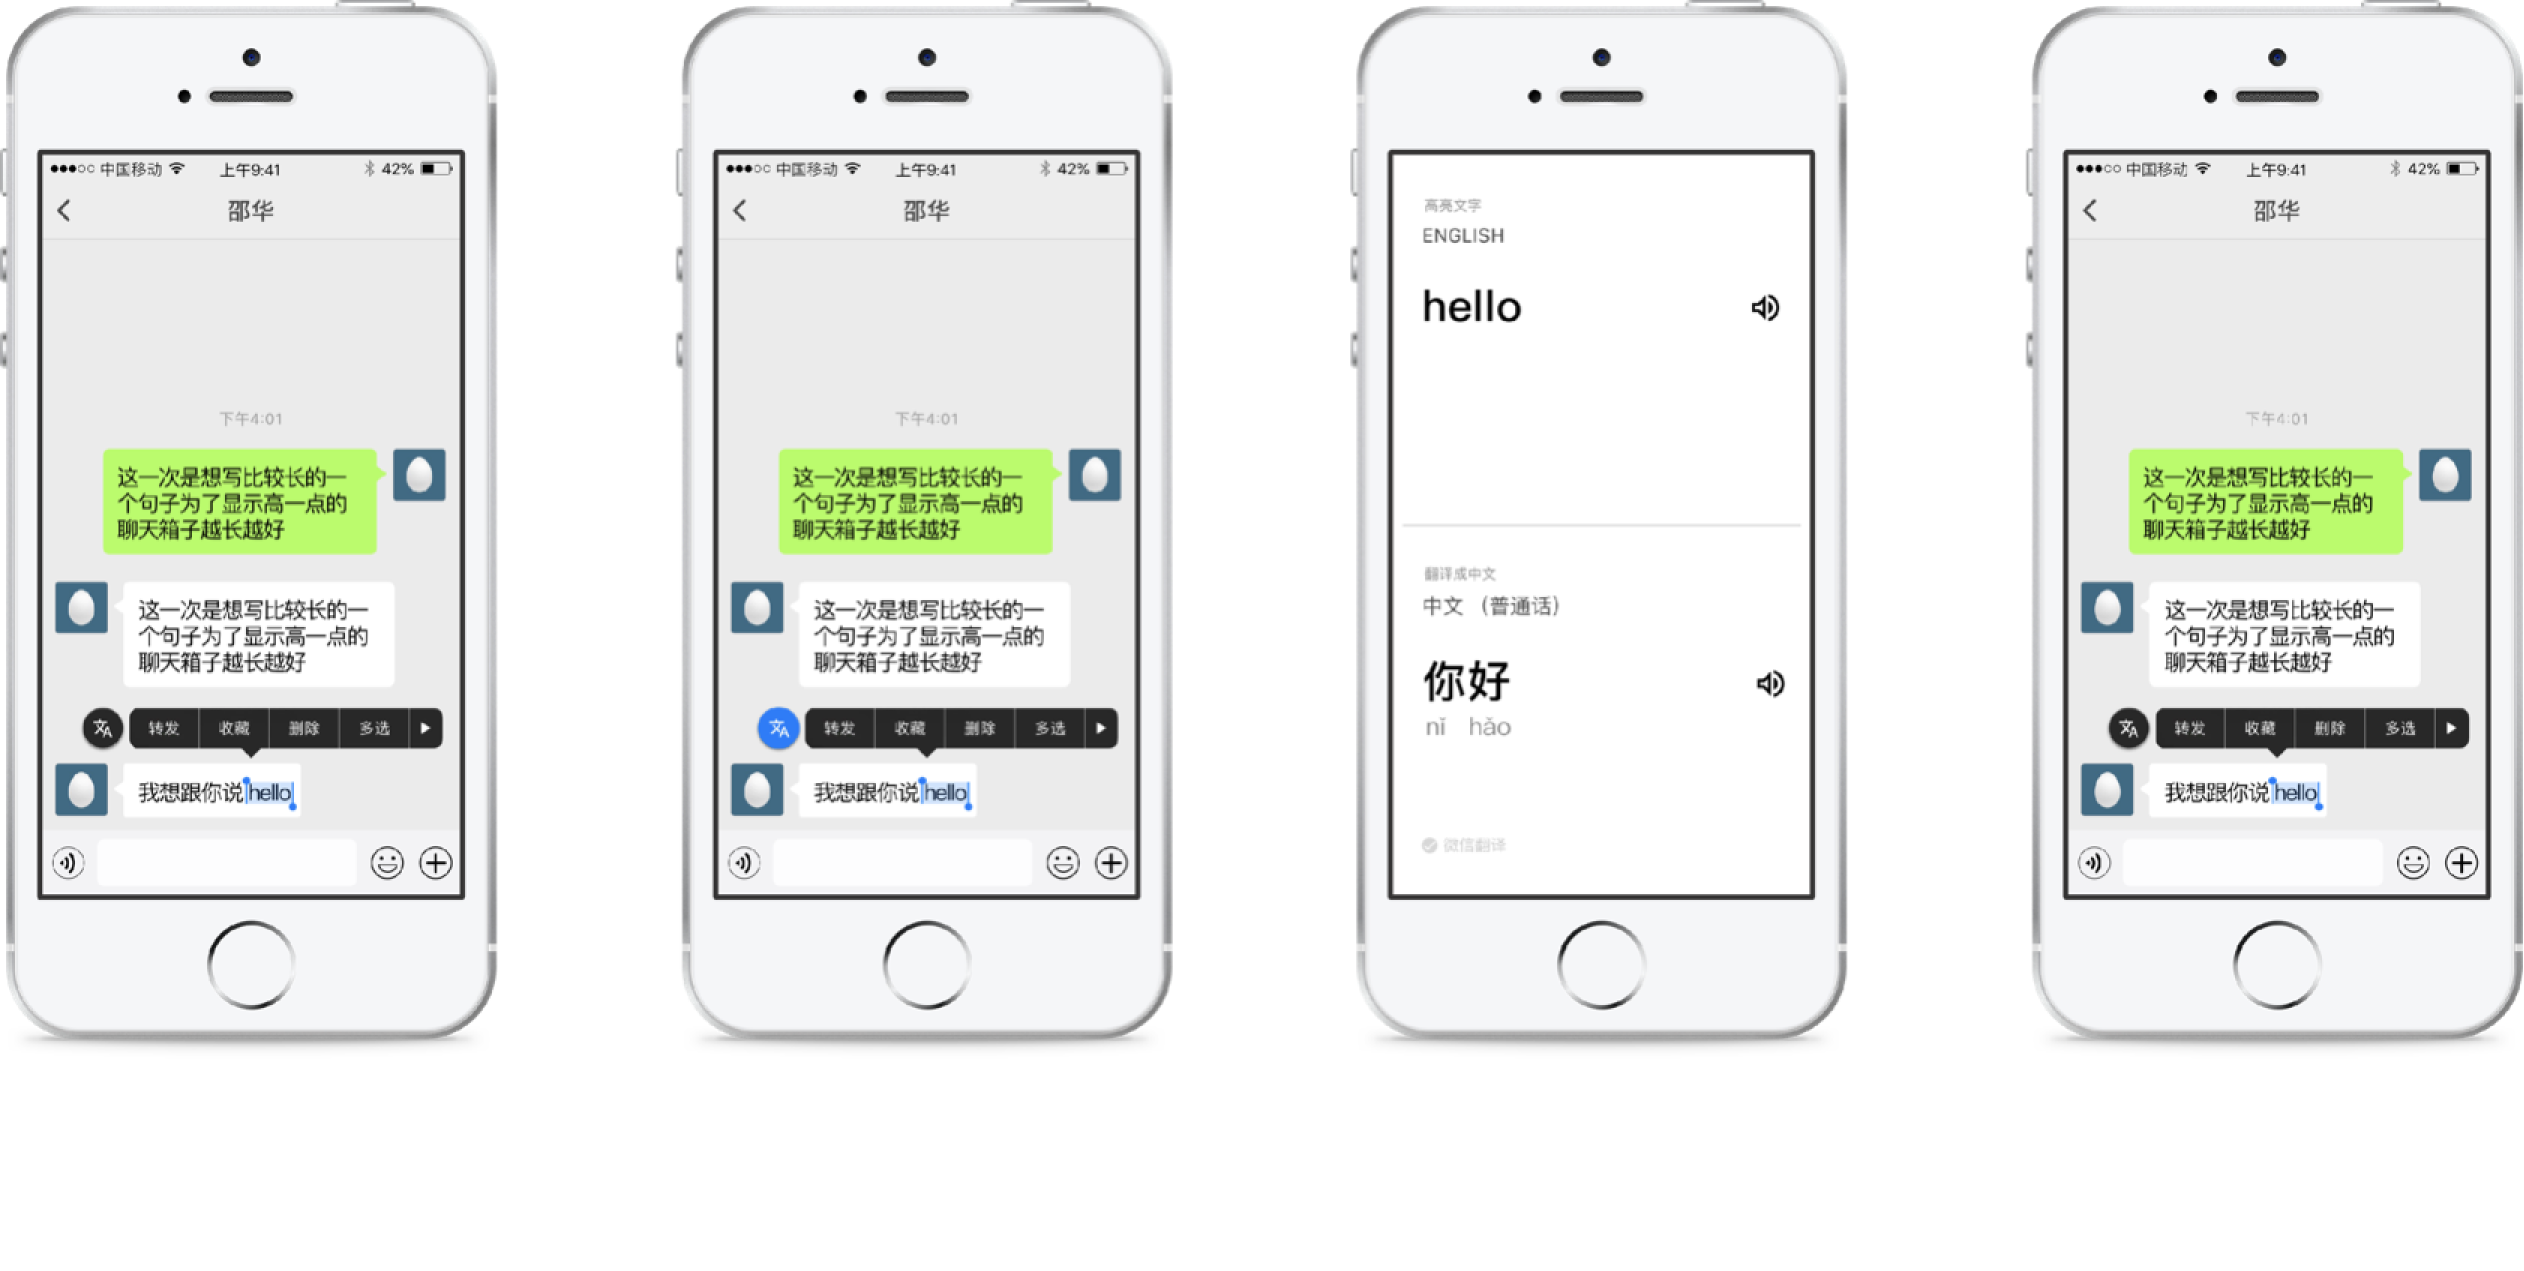 中国移动 上午9:41 42%
邵华
下午4:01
这一次是想写比较长的一
个句子为了显示高一点的
聊天箱子越长越好
这一次是想写比较长的一
个句子为了显示高一点的
聊天箱子越长越好
文A 转发 收藏 删除 多选
我想跟你说hello
中国移动 上午9:41 42%
邵华
下午4:01
这一次是想写比较长的一
个句子为了显示高一点的
聊天箱子越长越好
这一次是想写比较长的一
个句子为了显示高一点的
聊天箱子越长越好
文A 转发 收藏 删除 多选
我想跟你说hello
高亮文字
ENGLISH
hello
翻译成中文
中文 （普通话）
你好
nǐ hǎo
微信翻译
中国移动 上午9:41 42%
邵华
下午4:01
这一次是想写比较长的一
个句子为了显示高一点的
聊天箱子越长越好
这一次是想写比较长的一
个句子为了显示高一点的
聊天箱子越长越好
文A 转发 收藏 删除 多选
我想跟你说hello